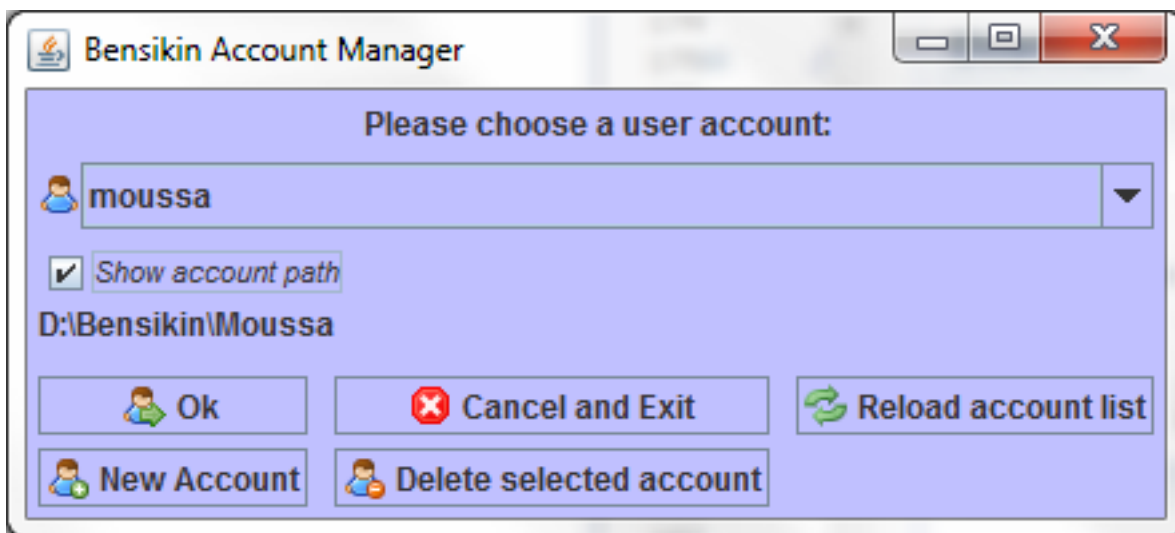 Bensikin Account Manager
Please choose a user account:
moussa
Show account path
D:\Bensikin\Moussa
Ok Cancel and Exit Reload account list
New Account Delete selected account